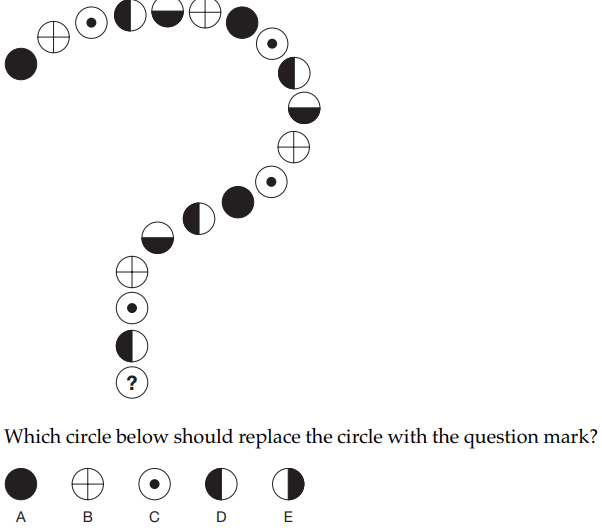 ?
Which circle below should replace the circle with the question mark?
A B C D E